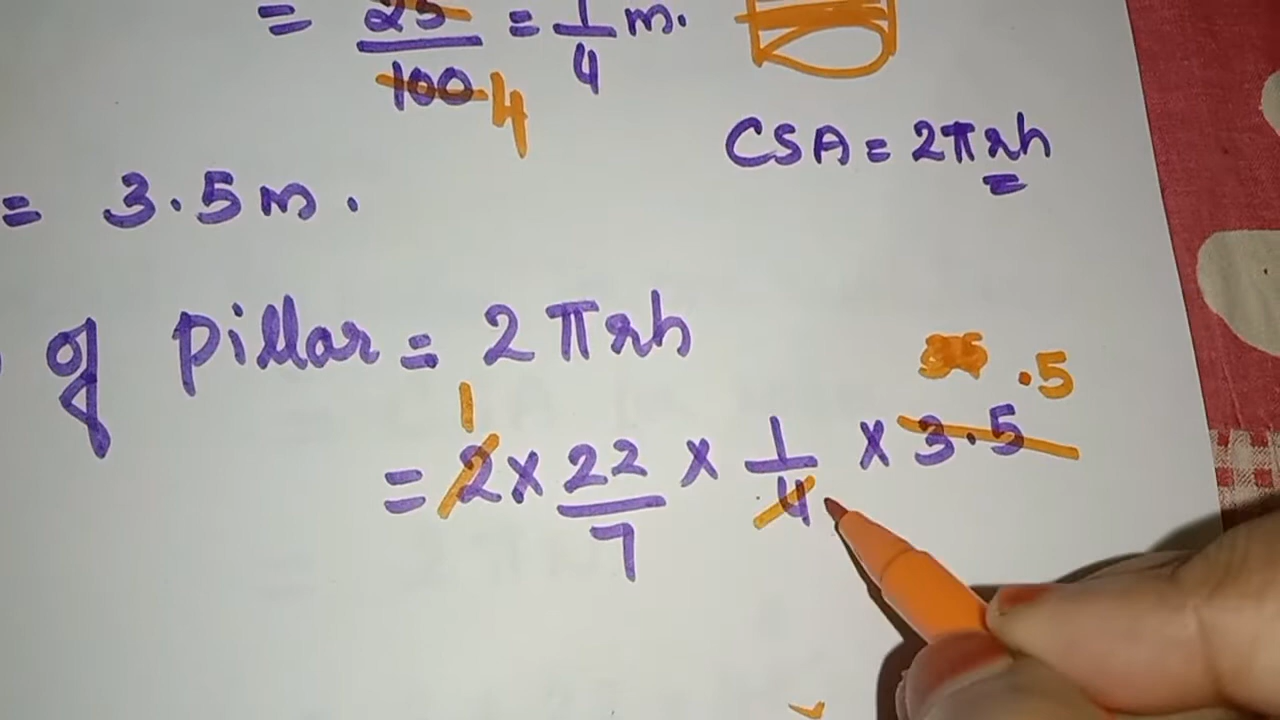 = 25/100 = 1/4 m.
4
CSA = 2πrh
= 3.5 m.
of pillar = 2πrh
1 .5
= 2 × 22/7 × 1/4 × 3.5